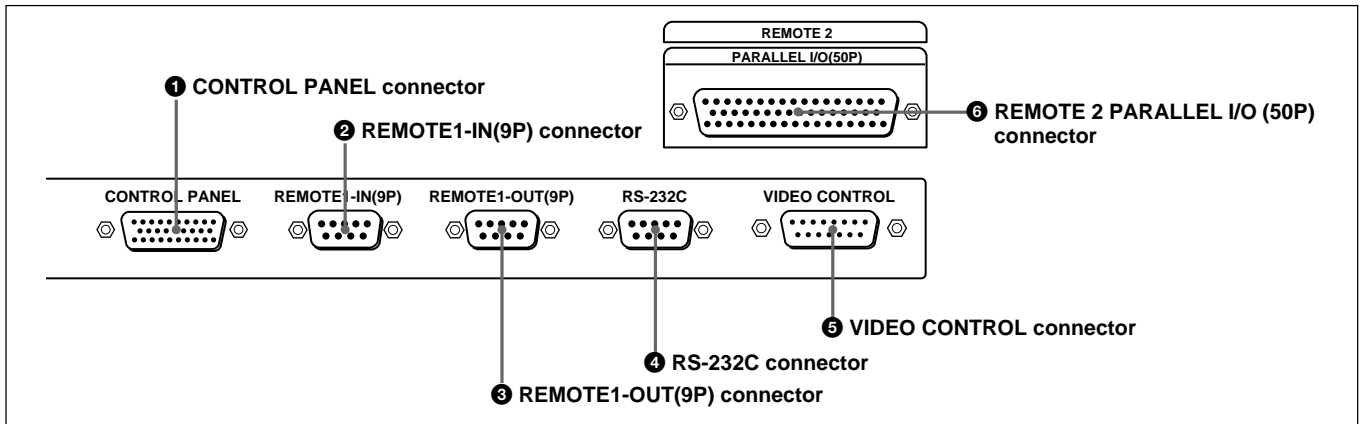 REMOTE 2
PARALLEL I/O(50P)
❶ CONTROL PANEL connector
❷ REMOTE1-IN(9P) connector
❻ REMOTE 2 PARALLEL I/O (50P)
connector
CONTROL PANEL
REMOTE1-IN(9P)
REMOTE1-OUT(9P)
RS-232C
VIDEO CONTROL
❺ VIDEO CONTROL connector
❹ RS-232C connector
❸ REMOTE1-OUT(9P) connector